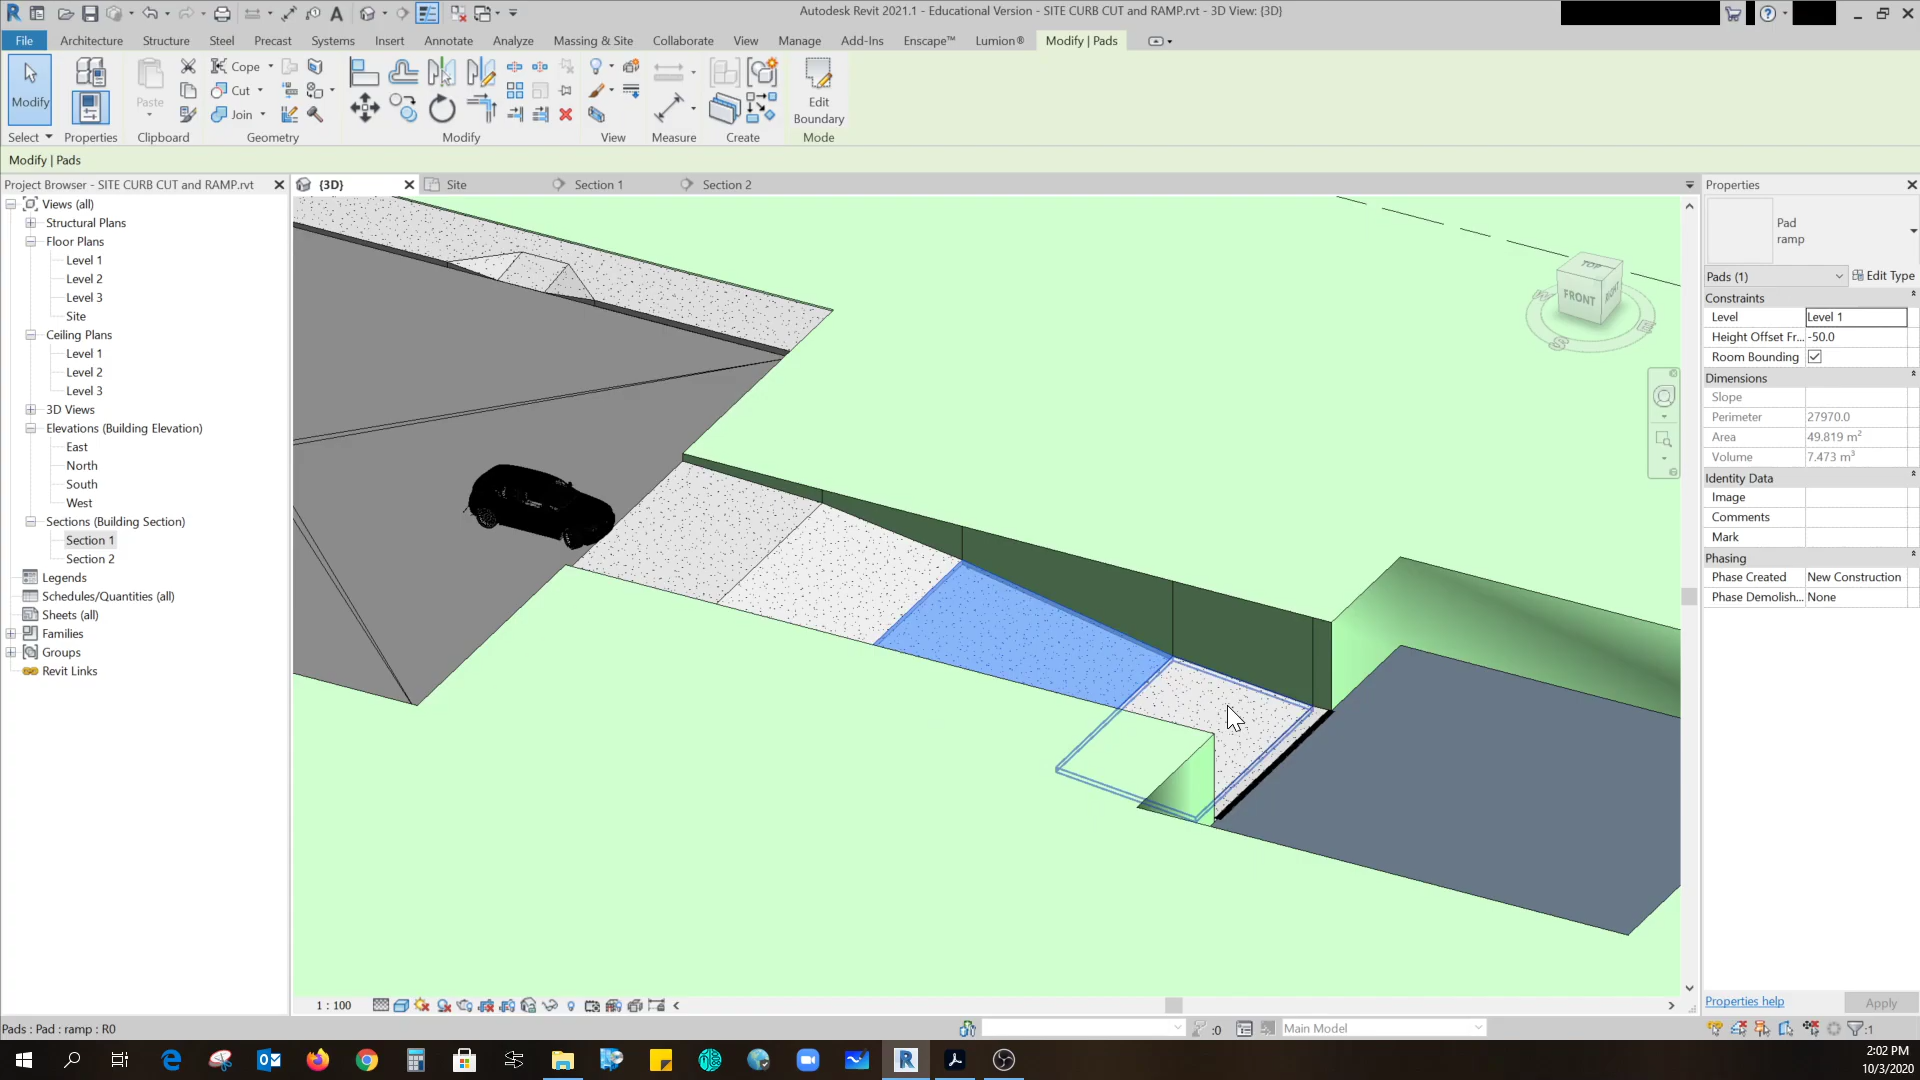 Autodesk Revit 2021.1 - Educational Version - SITE CURB CUT and RAMP.rvt - 3D View: {3D}
File Architecture Structure Steel Precast Systems Insert Annotate Analyze Massing & Site Collaborate View Manage Add-Ins Enscape™ Lumion® Modify | Pads
Modify Paste Cope Cut Join Edit Boundary
Select Properties Clipboard Geometry Modify View Measure Create Mode
Modify | Pads
Project Browser - SITE CURB CUT and RAMP.rvt
{3D} Site Section 1 Section 2
Properties
Views (all)
Structural Plans
Floor Plans
Level 1
Level 2
Level 3
Site
Ceiling Plans
Level 1
Level 2
Level 3
3D Views
Elevations (Building Elevation)
East
North
South
West
Sections (Building Section)
Section 1
Section 2
Legends
Schedules/Quantities (all)
Sheets (all)
Families
Groups
Revit Links
TOP
FRONT
RIGHT
S
Pad
ramp
Pads (1) Edit Type
Constraints
Level Level 1
Height Offset Fr... -50.0
Room Bounding
Dimensions
Slope
Perimeter 27970.0
Area 49.819 m²
Volume 7.473 m³
Identity Data
Image
Comments
Mark
Phasing
Phase Created New Construction
Phase Demolish... None
Properties help Apply
1 : 100
Pads : Pad : ramp : R0
:0 Main Model :1
2:02 PM
10/3/2020